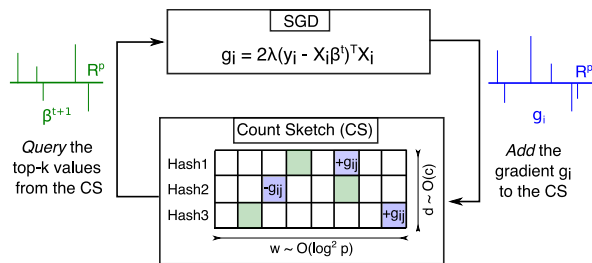 SGD
gᵢ = 2λ(yᵢ - Xᵢβᵗ)ᵀXᵢ
Rᵖ
βᵗ⁺¹
Query the
top-k values
from the CS
Rᵖ
gᵢ
Add the
gradient gᵢ
to the CS
Count Sketch (CS)
Hash1
+gᵢⱼ
Hash2
-gᵢⱼ
Hash3
+gᵢⱼ
d ~ O(c)
w ~ O(log² p)